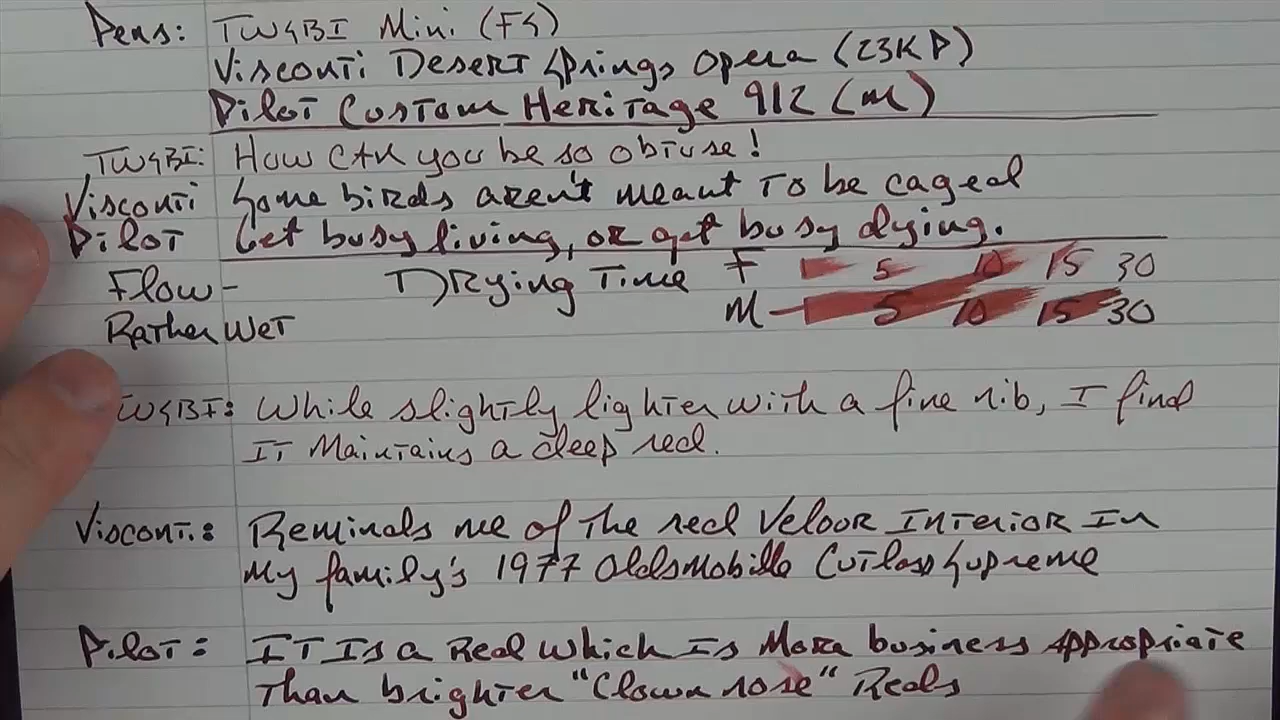 Pens: TWSBI Mini (F)
Visconti Desert Springs Opera (23KP)
Pilot Custom Heritage 912 (M)
TWSBI: How can you be so obtuse!
Visconti Some birds aren't meant to be caged
Pilot Get busy living, or get busy dying.
Flow- Drying Time F 5 10 15 30
Rather Wet M 5 10 15 30
TWSBI: While slightly lighter with a fine nib, I find
it maintains a deep red.
Visconti: Reminds me of the red Velour Interior In
My family's 1977 Oldsmobille Cutlass Supreme
Pilot: It Is a Red which Is More business appropriate
Than brighter "Clown nose" Reds